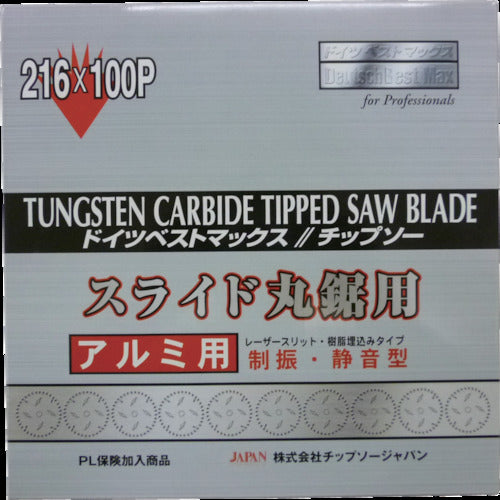 216×100P
ドイツベストマックス
DeutschBest Max
for Professionals
TUNGSTEN CARBIDE TIPPED SAW BLADE
ドイツベストマックス//チップソー
スライド丸鋸用
アルミ用
レーザースリット・樹脂埋込みタイプ
制振・静音型
PL保険加入商品
JAPAN 株式会社チップソージャパン